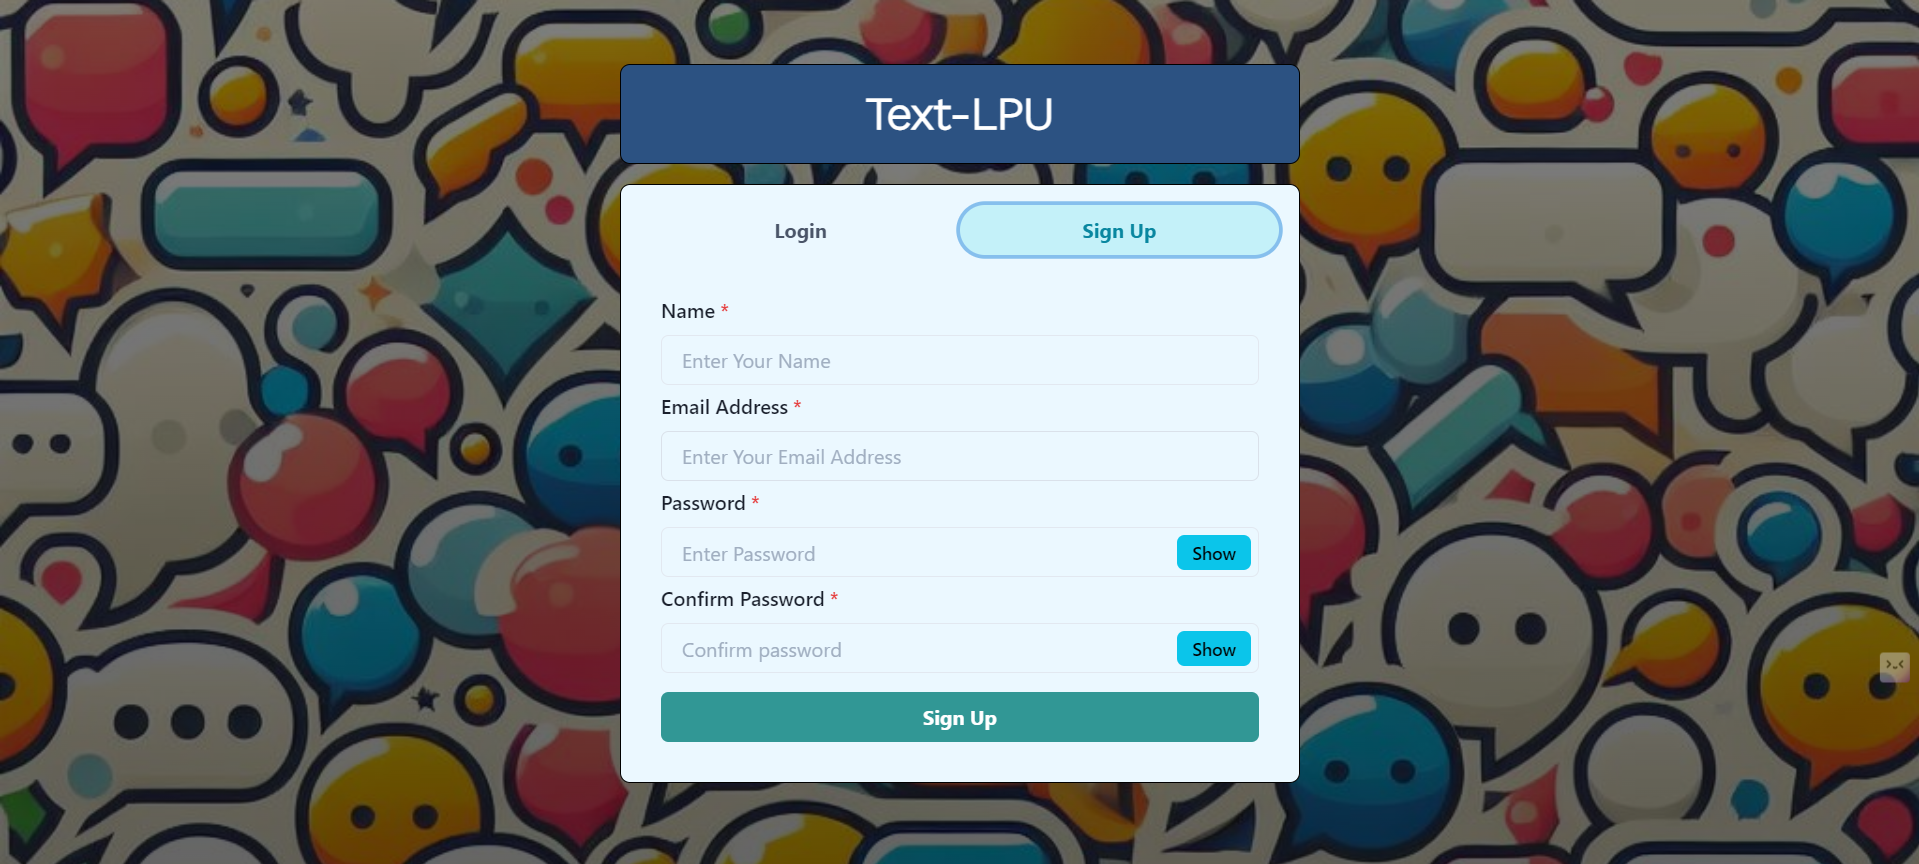 Text-LPU
Login
Sign Up
Name *
Enter Your Name
Email Address *
Enter Your Email Address
Password *
Enter Password
Show
Confirm Password *
Confirm password
Show
Sign Up